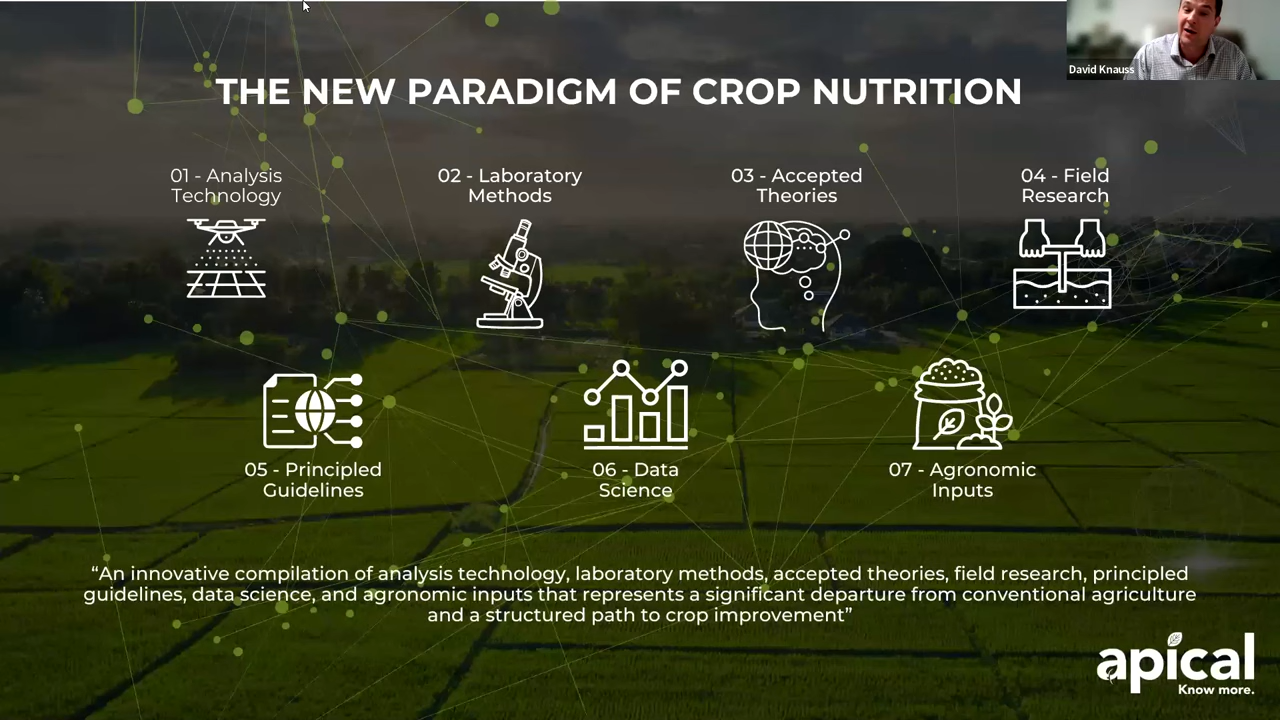 David Knauss
THE NEW PARADIGM OF CROP NUTRITION
01 - Analysis
Technology
02 - Laboratory
Methods
03 - Accepted
Theories
04 - Field
Research
05 - Principled
Guidelines
06 - Data
Science
07 - Agronomic
Inputs
“An innovative compilation of analysis technology, laboratory methods, accepted theories, field research, principled
guidelines, data science, and agronomic inputs that represents a significant departure from conventional agriculture
and a structured path to crop improvement”
apical
Know more.